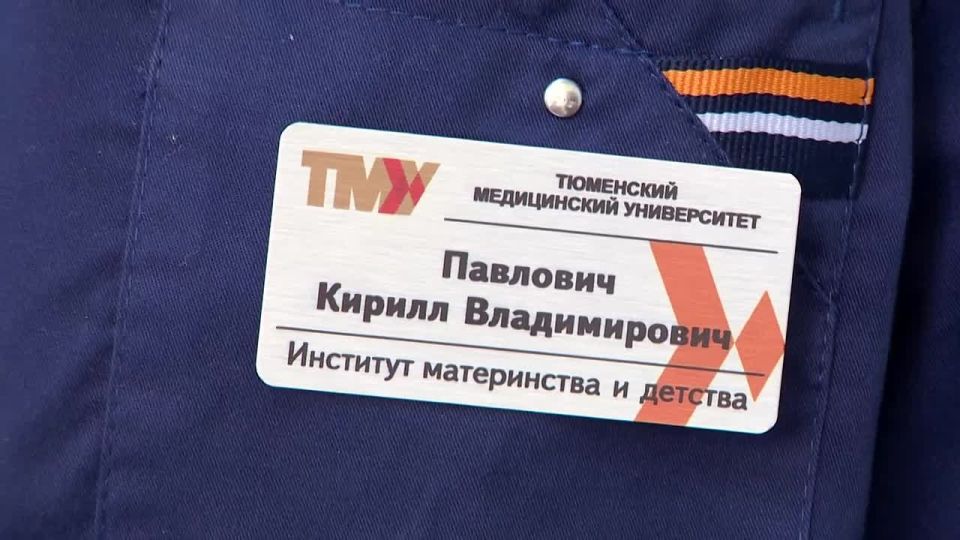 ТМУ
ТЮМЕНСКИЙ
МЕДИЦИНСКИЙ УНИВЕРСИТЕТ
Павлович
Кирилл Владимирович
Институт материнства и детства